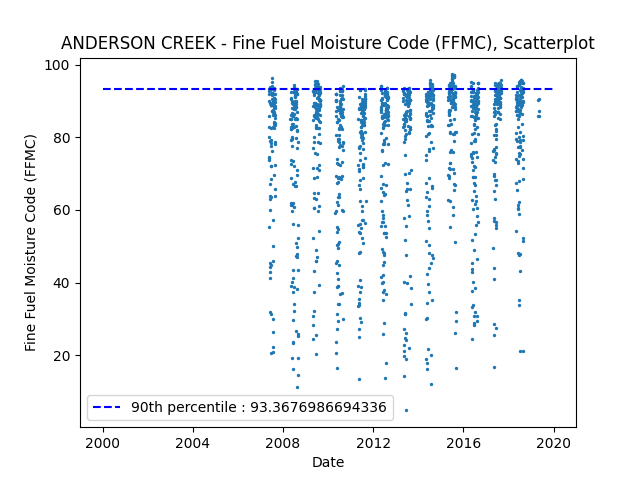 ANDERSON CREEK - Fine Fuel Moisture Code (FFMC), Scatterplot
100
80
60
40
20
Fine Fuel Moisture Code (FFMC)
90th percentile : 93.3676986694336
2000 2004 2008 2012 2016 2020
Date